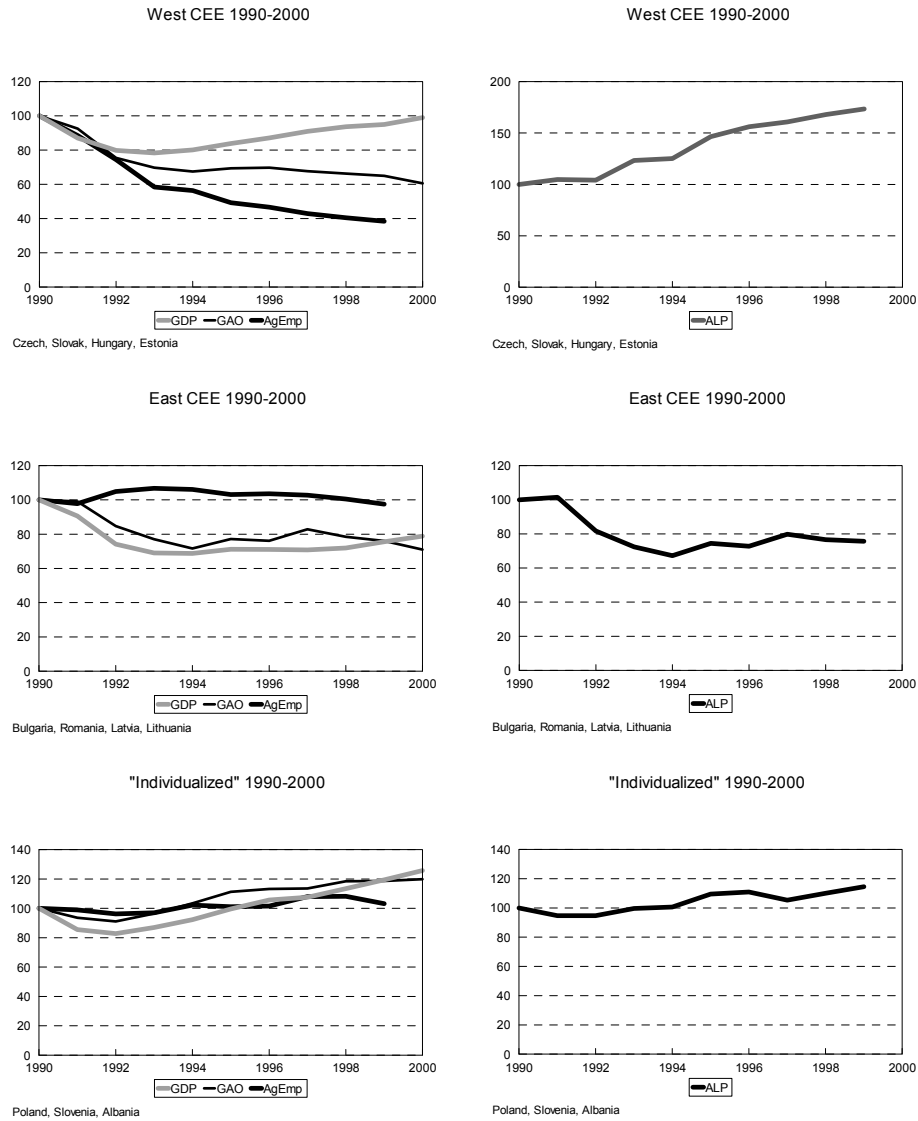 West CEE 1990-2000
120
100
80
60
40
20
0
1990 1992 1994 1996 1998 2000
GDP GAO AgEmp
Czech, Slovak, Hungary, Estonia
West CEE 1990-2000
200
150
100
50
0
1990 1992 1994 1996 1998 2000
ALP
Czech, Slovak, Hungary, Estonia
East CEE 1990-2000
120
100
80
60
40
20
0
1990 1992 1994 1996 1998 2000
GDP GAO AgEmp
Bulgaria, Romania, Latvia, Lithuania
East CEE 1990-2000
120
100
80
60
40
20
0
1990 1992 1994 1996 1998 2000
ALP
Bulgaria, Romania, Latvia, Lithuania
"Individualized" 1990-2000
140
120
100
80
60
40
20
0
1990 1992 1994 1996 1998 2000
GDP GAO AgEmp
Poland, Slovenia, Albania
"Individualized" 1990-2000
140
120
100
80
60
40
20
0
1990 1992 1994 1996 1998 2000
ALP
Poland, Slovenia, Albania